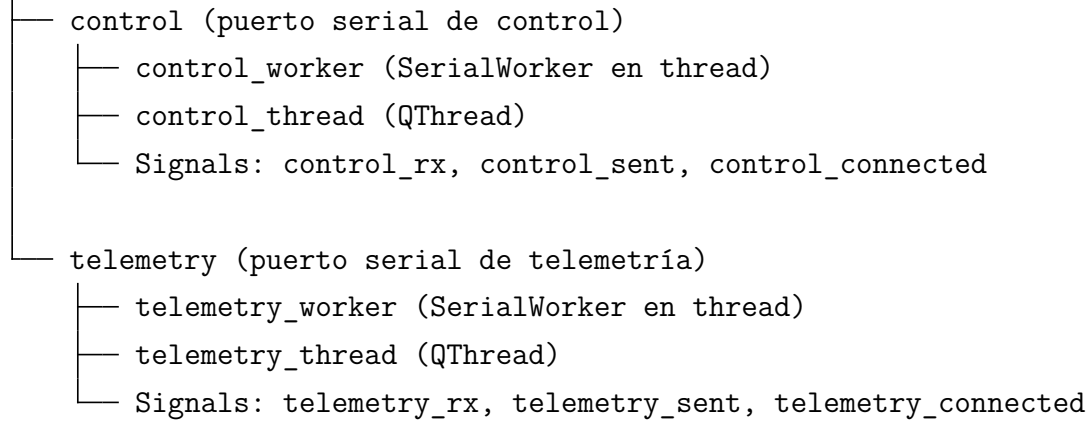 control (puerto serial de control)
control_worker (SerialWorker en thread)
control_thread (QThread)
Signals: control_rx, control_sent, control_connected
telemetry (puerto serial de telemetría)
telemetry_worker (SerialWorker en thread)
telemetry_thread (QThread)
Signals: telemetry_rx, telemetry_sent, telemetry_connected